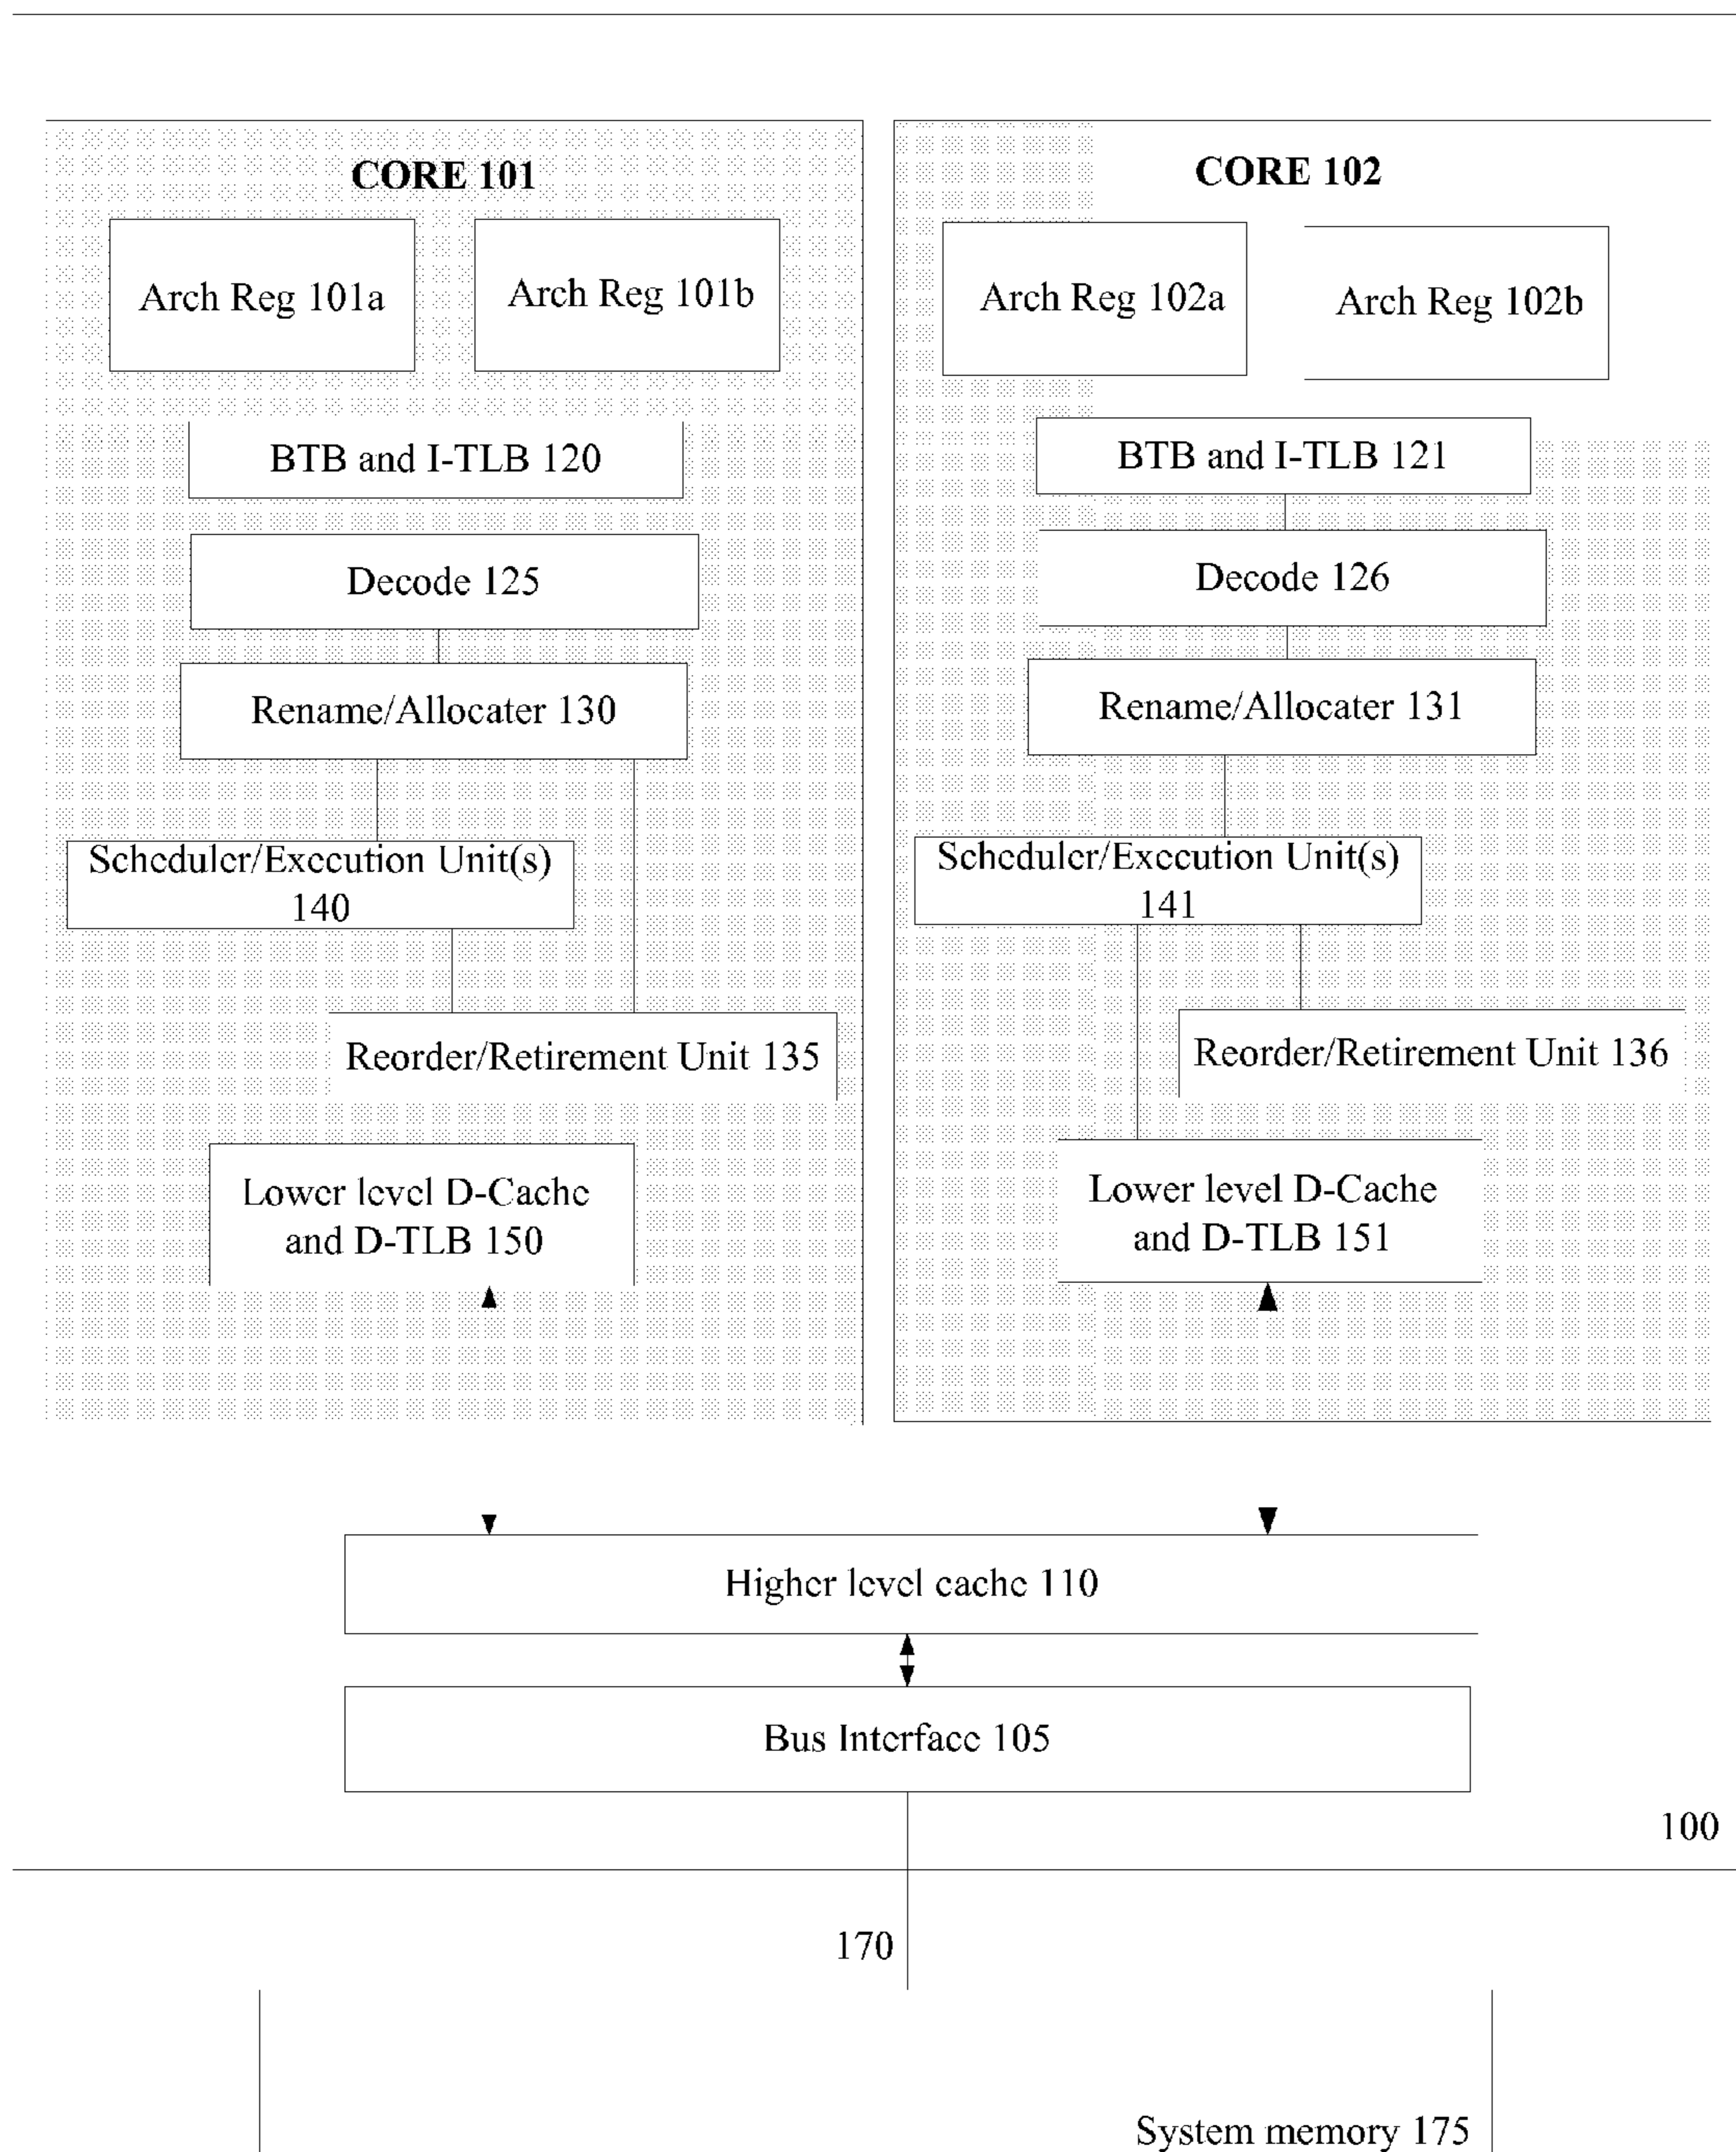 CORE 101
Arch Reg 101a
Arch Reg 101b
BTB and I-TLB 120
Decode 125
Rename/Allocater 130
Scheduler/Execution Unit(s)
140
Reorder/Retirement Unit 135
Lower level D-Cache
and D-TLB 150
CORE 102
Arch Reg 102a
Arch Reg 102b
BTB and I-TLB 121
Decode 126
Rename/Allocater 131
Scheduler/Execution Unit(s)
141
Reorder/Retirement Unit 136
Lower level D-Cache
and D-TLB 151
Higher level cache 110
Bus Interface 105
100
170
System memory 175